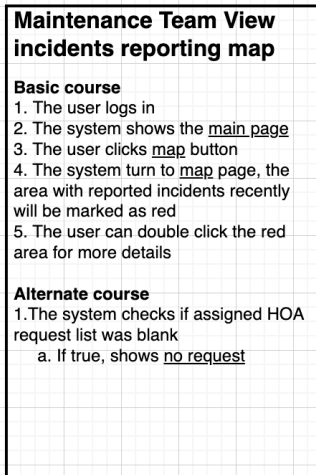 Maintenance Team View
incidents reporting map
Basic course
1. The user logs in
2. The system shows the main page
3. The user clicks map button
4. The system turn to map page, the
area with reported incidents recently
will be marked as red
5. The user can double click the red
area for more details
Alternate course
1.The system checks if assigned HOA
request list was blank
a. If true, shows no request